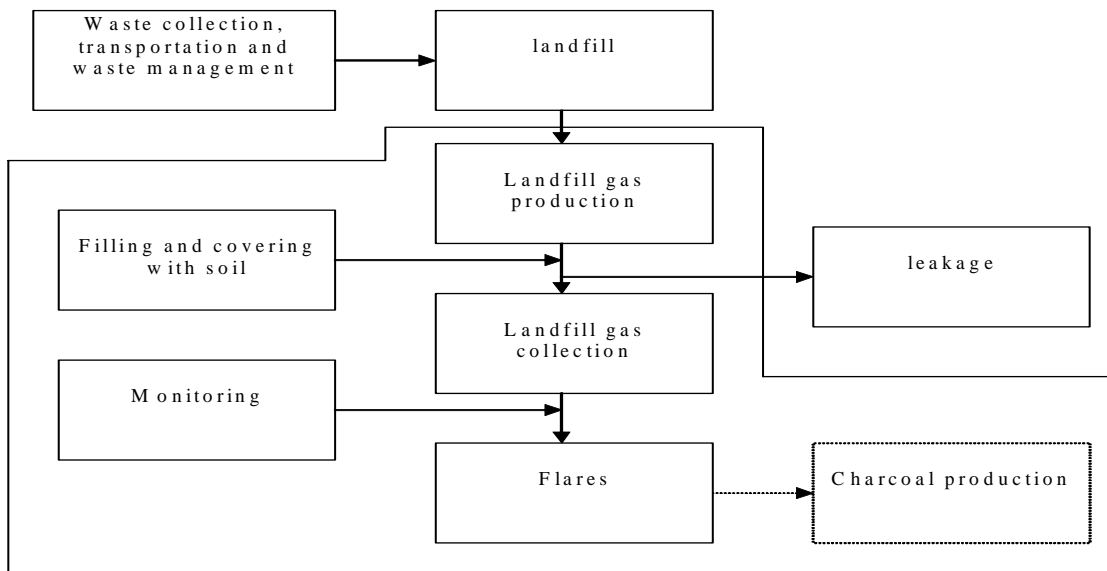 Waste collection,
transportation and
waste management
landfill
Landfill gas
production
Filling and covering
with soil
leakage
Landfill gas
collection
Monitoring
Flares
Charcoal production